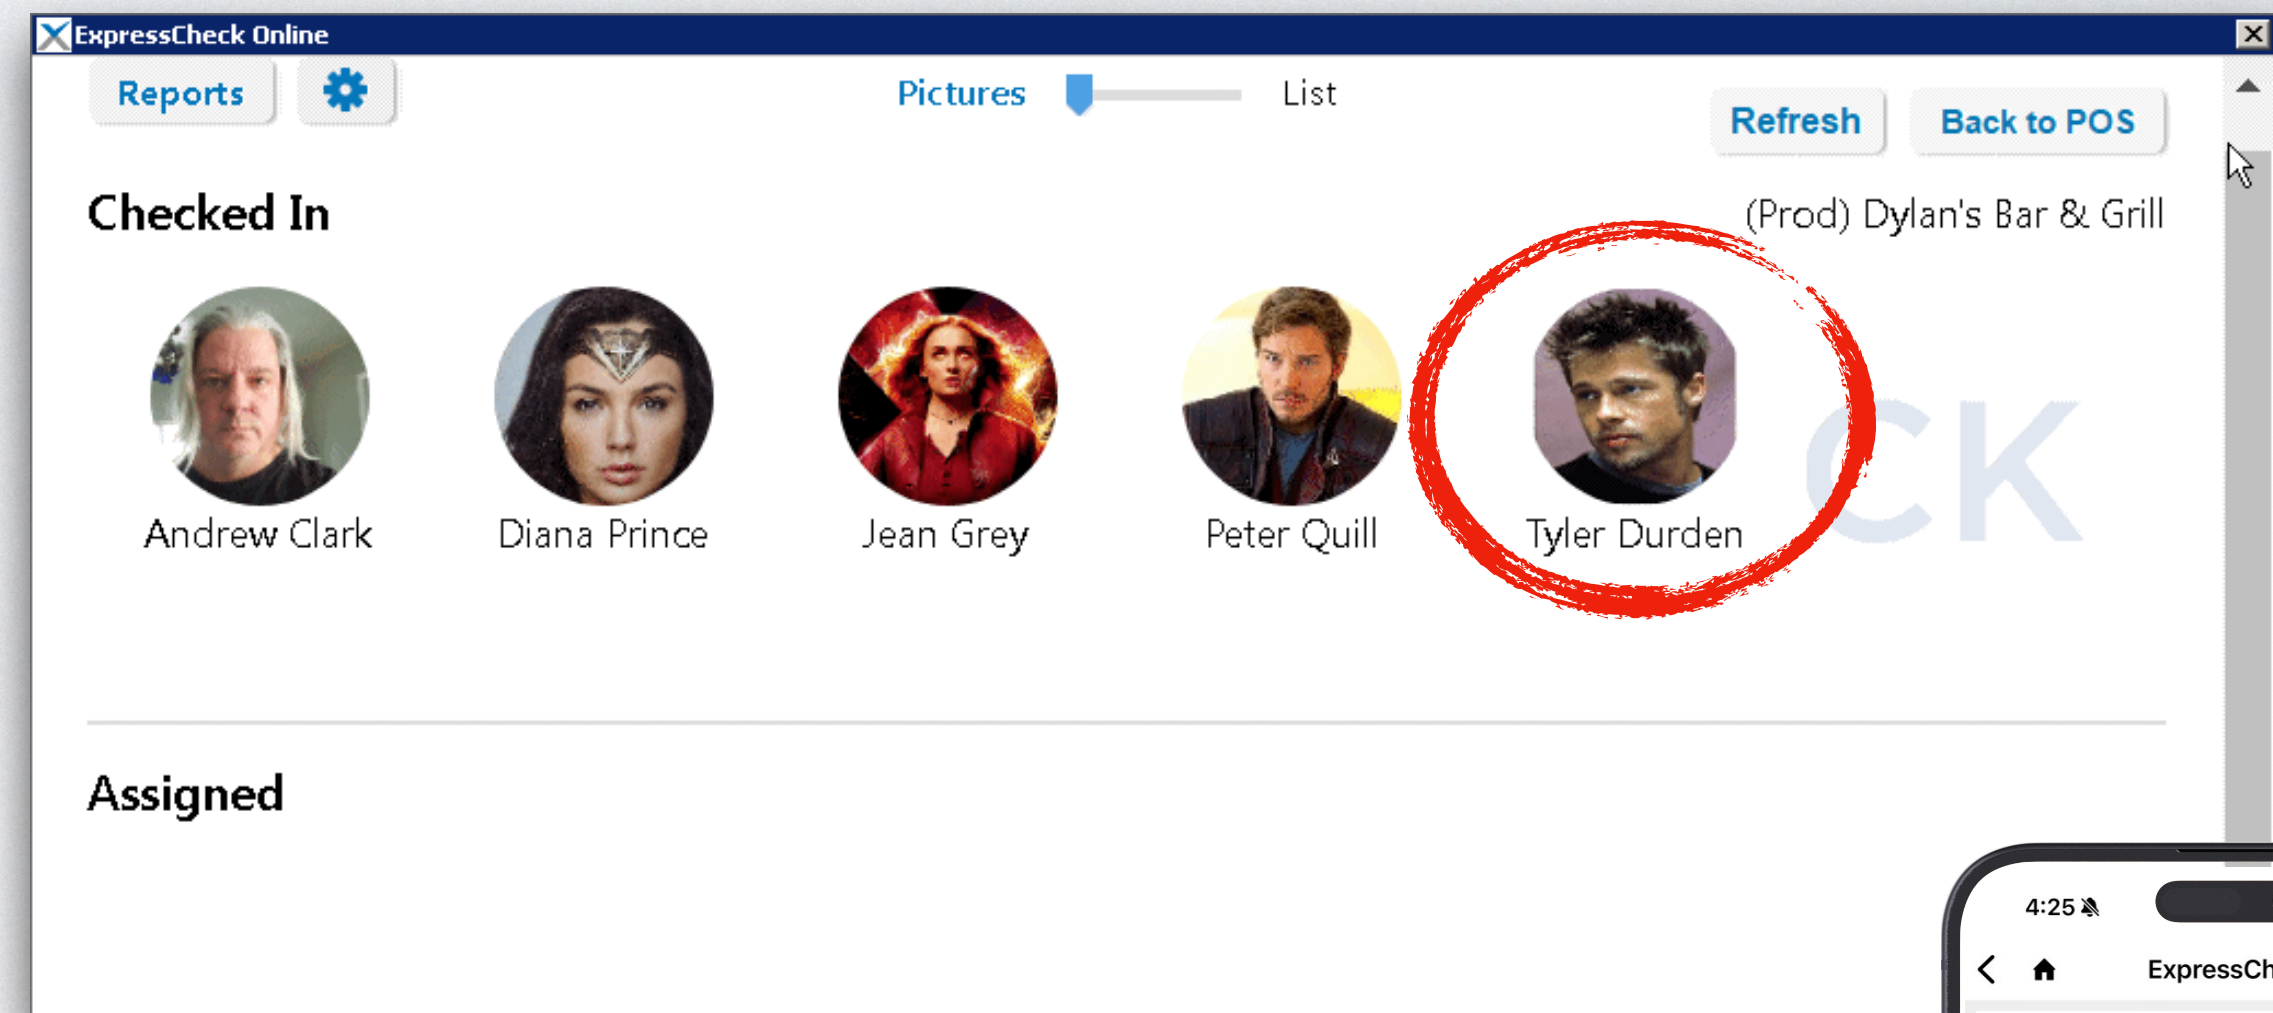 ExpressCheck Online
Reports
Pictures
List
Refresh
Back to POS
Checked In
(Prod) Dylan's Bar & Grill
CK
Andrew Clark
Diana Prince
Jean Grey
Peter Quill
Tyler Durden
Assigned
4:25
ExpressCh